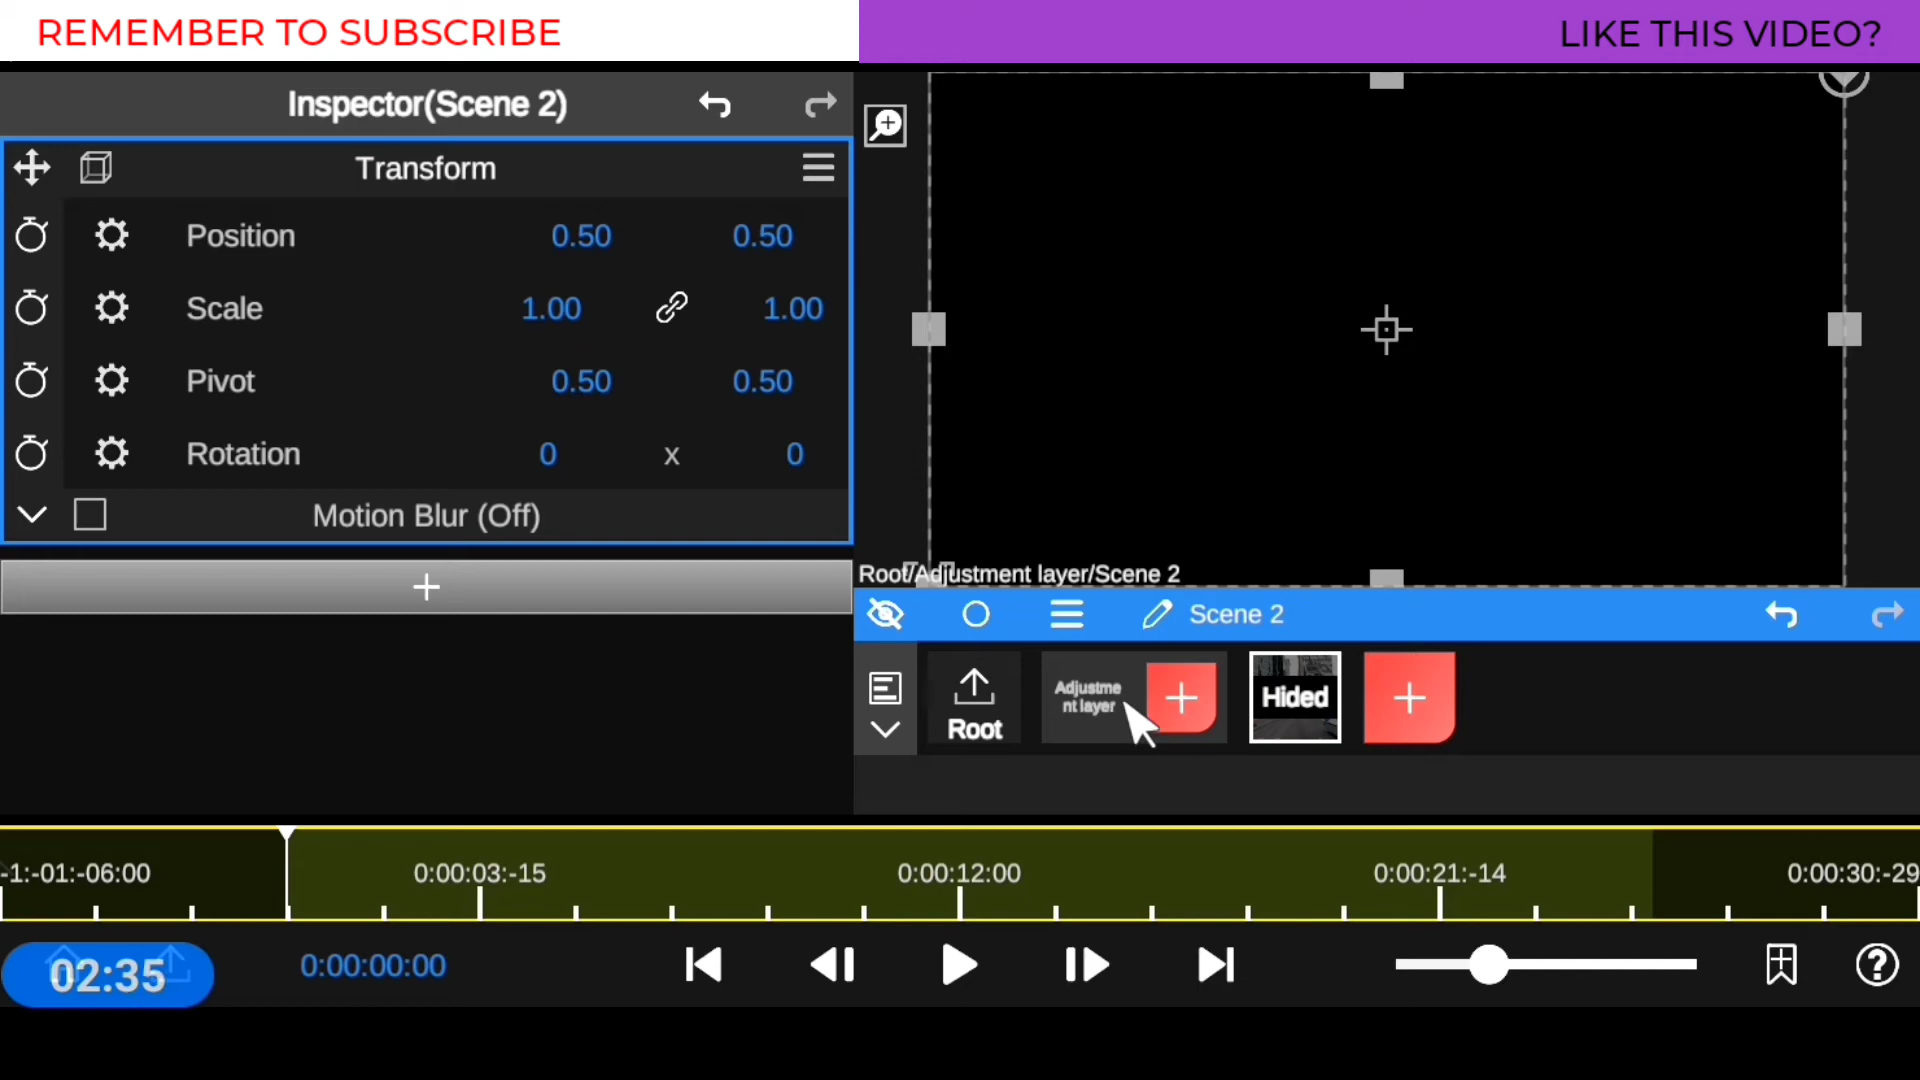 REMEMBER TO SUBSCRIBE
LIKE THIS VIDEO?
Inspector(Scene 2)
Transform
Position 0.50 0.50
Scale 1.00 1.00
Pivot 0.50 0.50
Rotation 0 x 0
Motion Blur (Off)
+
Root/Adjustment layer/Scene 2
Scene 2
Root
Adjustme
nt layer
+
Hided
+
-1:-01:-06:00 0:00:03:-15 0:00:12:00 0:00:21:-14 0:00:30:-29
02:35
0:00:00:00
?